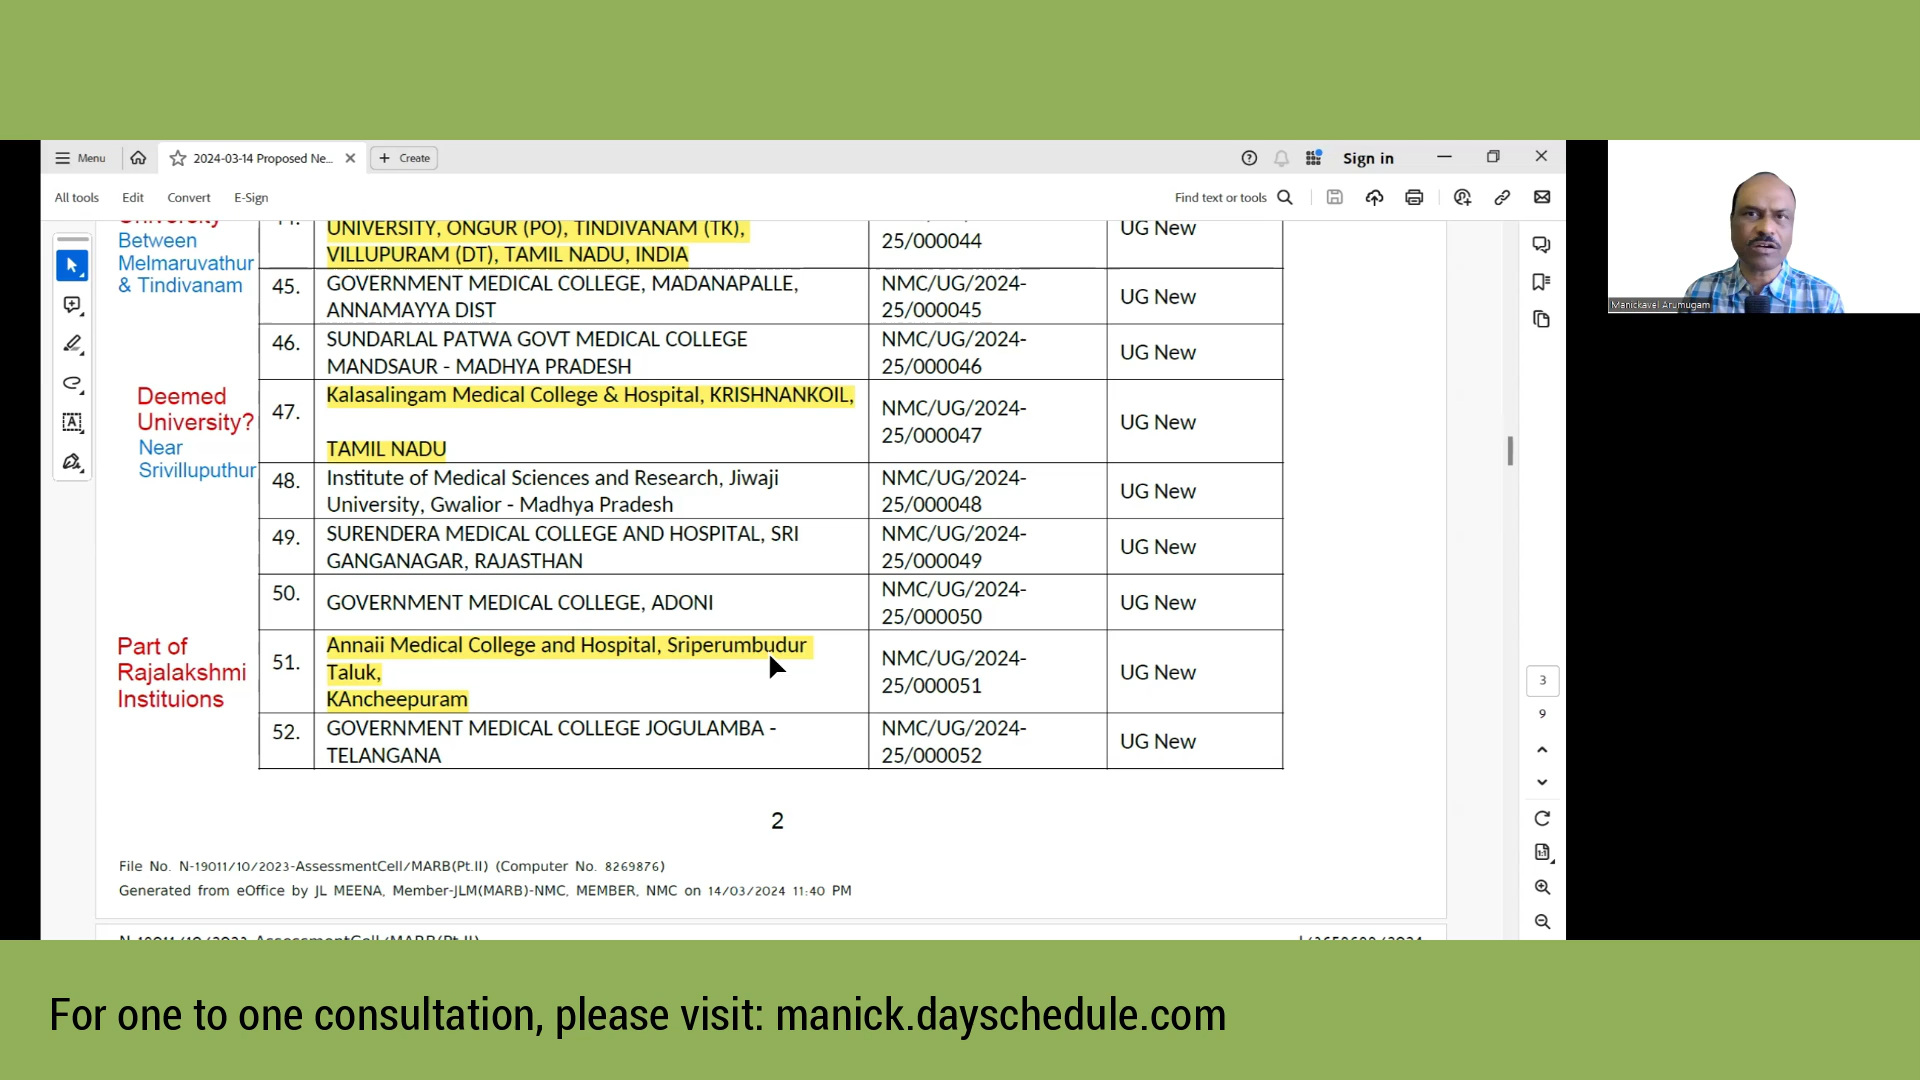 Menu
2024-03-14 Proposed Ne...
Create
Sign in
All tools
Edit
Convert
E-Sign
Find text or tools
Manickavel Arumugam
University
Between
Melmaruvathur
& Tindivanam
UNIVERSITY, ONGUR (PO), TINDIVANAM (TK),
VILLUPURAM (DT), TAMIL NADU, INDIA
25/000044
UG New
45.
GOVERNMENT MEDICAL COLLEGE, MADANAPALLE,
ANNAMAYYA DIST
NMC/UG/2024-
25/000045
UG New
46.
SUNDARLAL PATWA GOVT MEDICAL COLLEGE
MANDSAUR - MADHYA PRADESH
NMC/UG/2024-
25/000046
UG New
Deemed
University?
Near
Srivilluputhur
47.
Kalasalingam Medical College & Hospital, KRISHNANKOIL,
TAMIL NADU
NMC/UG/2024-
25/000047
UG New
48.
Institute of Medical Sciences and Research, Jiwaji
University, Gwalior - Madhya Pradesh
NMC/UG/2024-
25/000048
UG New
49.
SURENDERA MEDICAL COLLEGE AND HOSPITAL, SRI
GANGANAGAR, RAJASTHAN
NMC/UG/2024-
25/000049
UG New
50.
GOVERNMENT MEDICAL COLLEGE, ADONI
NMC/UG/2024-
25/000050
UG New
Part of
Rajalakshmi
Instituions
51.
Annaii Medical College and Hospital, Sriperumbudur
Taluk,
KAncheepuram
NMC/UG/2024-
25/000051
UG New
52.
GOVERNMENT MEDICAL COLLEGE JOGULAMBA -
TELANGANA
NMC/UG/2024-
25/000052
UG New
3
9
2
File No. N-19011/10/2023-AssessmentCell/MARB(Pt.II) (Computer No. 8269876)
Generated from eOffice by JL MEENA, Member-JLM(MARB)-NMC, MEMBER, NMC on 14/03/2024 11:40 PM
N-19011/10/2023-AssessmentCell/MARB(Pt.II)
For one to one consultation, please visit: manick.dayschedule.com